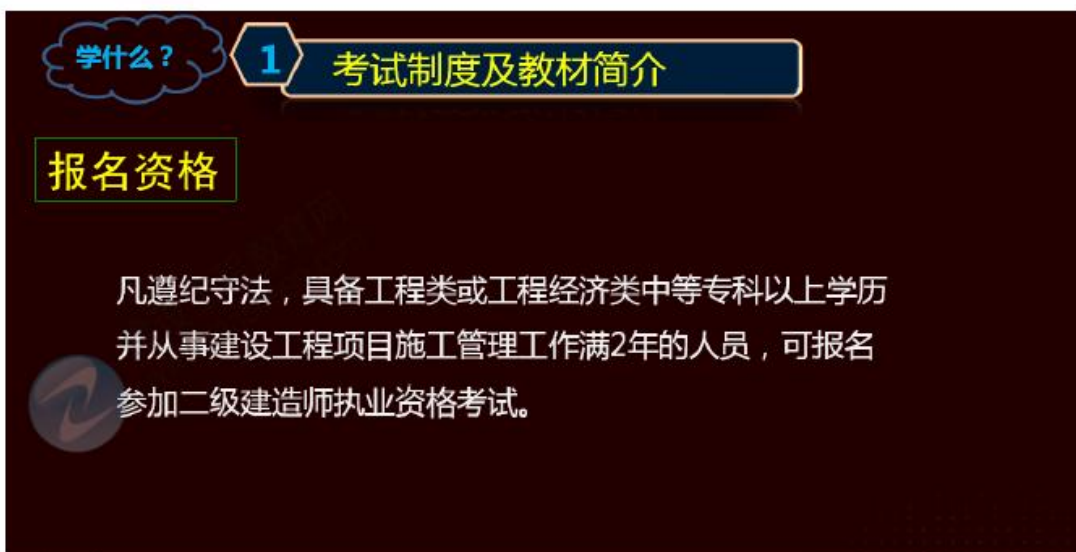 学什么?
1
考试制度及教材简介
报名资格
凡遵纪守法，具备工程类或工程经济类中等专科以上学历
并从事建设工程项目施工管理工作满2年的人员，可报名
参加二级建造师执业资格考试。